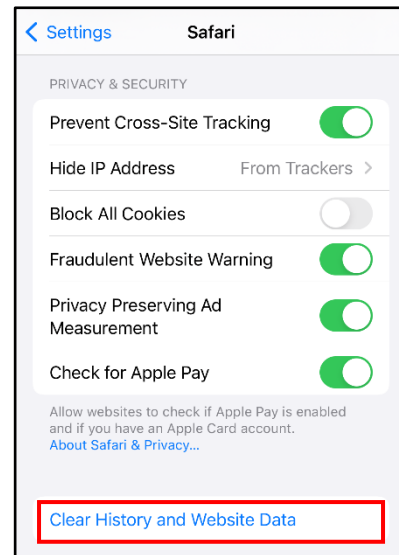 Settings
Safari
PRIVACY & SECURITY
Prevent Cross-Site Tracking
Hide IP Address From Trackers
Block All Cookies
Fraudulent Website Warning
Privacy Preserving Ad
Measurement
Check for Apple Pay
Allow websites to check if Apple Pay is enabled
and if you have an Apple Card account.
About Safari & Privacy...
Clear History and Website Data